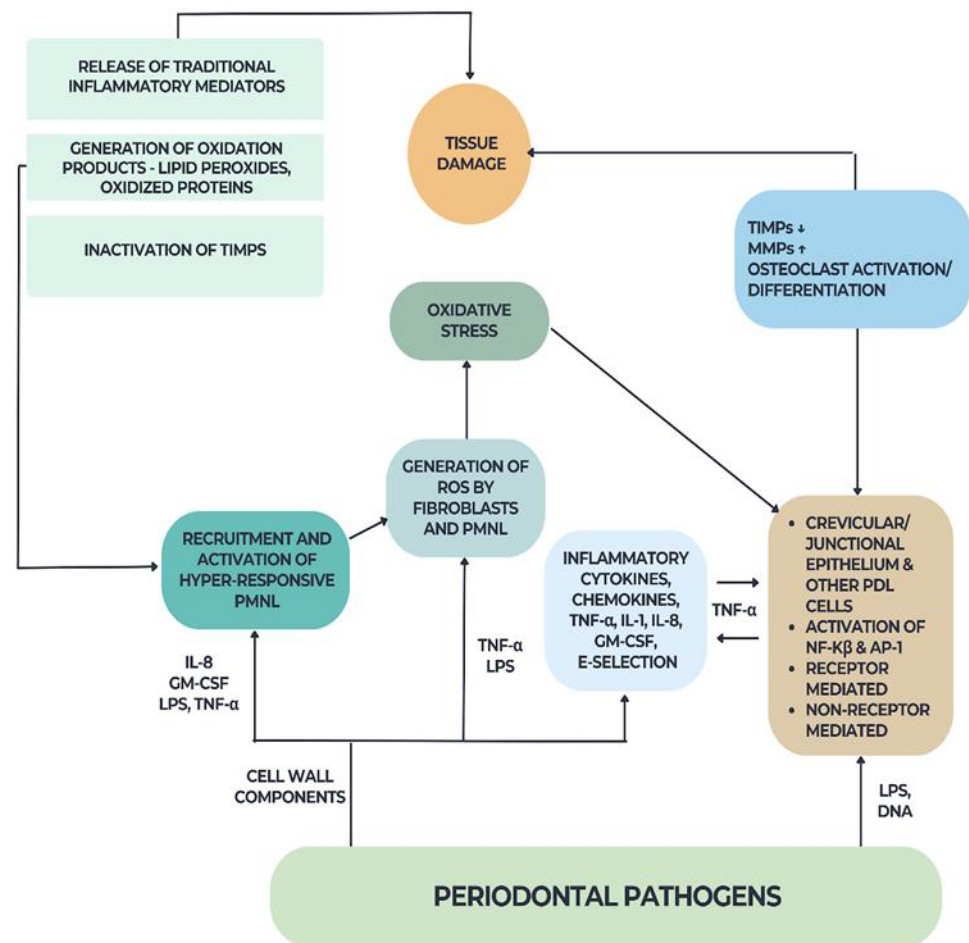 RELEASE OF TRADITIONAL
INFLAMMATORY MEDIATORS
GENERATION OF OXIDATION
PRODUCTS - LIPID PEROXIDES,
OXIDIZED PROTEINS
INACTIVATION OF TIMPS
TISSUE
DAMAGE
TIMPs ↓
MMPs ↑
OSTEOCLAST ACTIVATION/
DIFFERENTIATION
OXIDATIVE
STRESS
GENERATION OF
ROS BY
FIBROBLASTS
AND PMNL
RECRUITMENT AND
ACTIVATION OF
HYPER-RESPONSIVE
PMNL
INFLAMMATORY
CYTOKINES,
CHEMOKINES,
TNF-α, IL-1, IL-8,
GM-CSF,
E-SELECTION
TNF-α
• CREVICULAR/
JUNCTIONAL
EPITHELIUM &
OTHER PDL
CELLS
• ACTIVATION OF
NF-Kβ & AP-1
• RECEPTOR
MEDIATED
• NON-RECEPTOR
MEDIATED
IL-8
GM-CSF
LPS, TNF-α
TNF-α
LPS
CELL WALL
COMPONENTS
LPS,
DNA
PERIODONTAL PATHOGENS